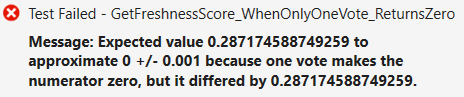 Test Failed - GetFreshnessScore_WhenOnlyOneVote_ReturnsZero
Message: Expected value 0.287174588749259 to
approximate 0 +/- 0.001 because one vote makes the
numerator zero, but it differed by 0.287174588749259.